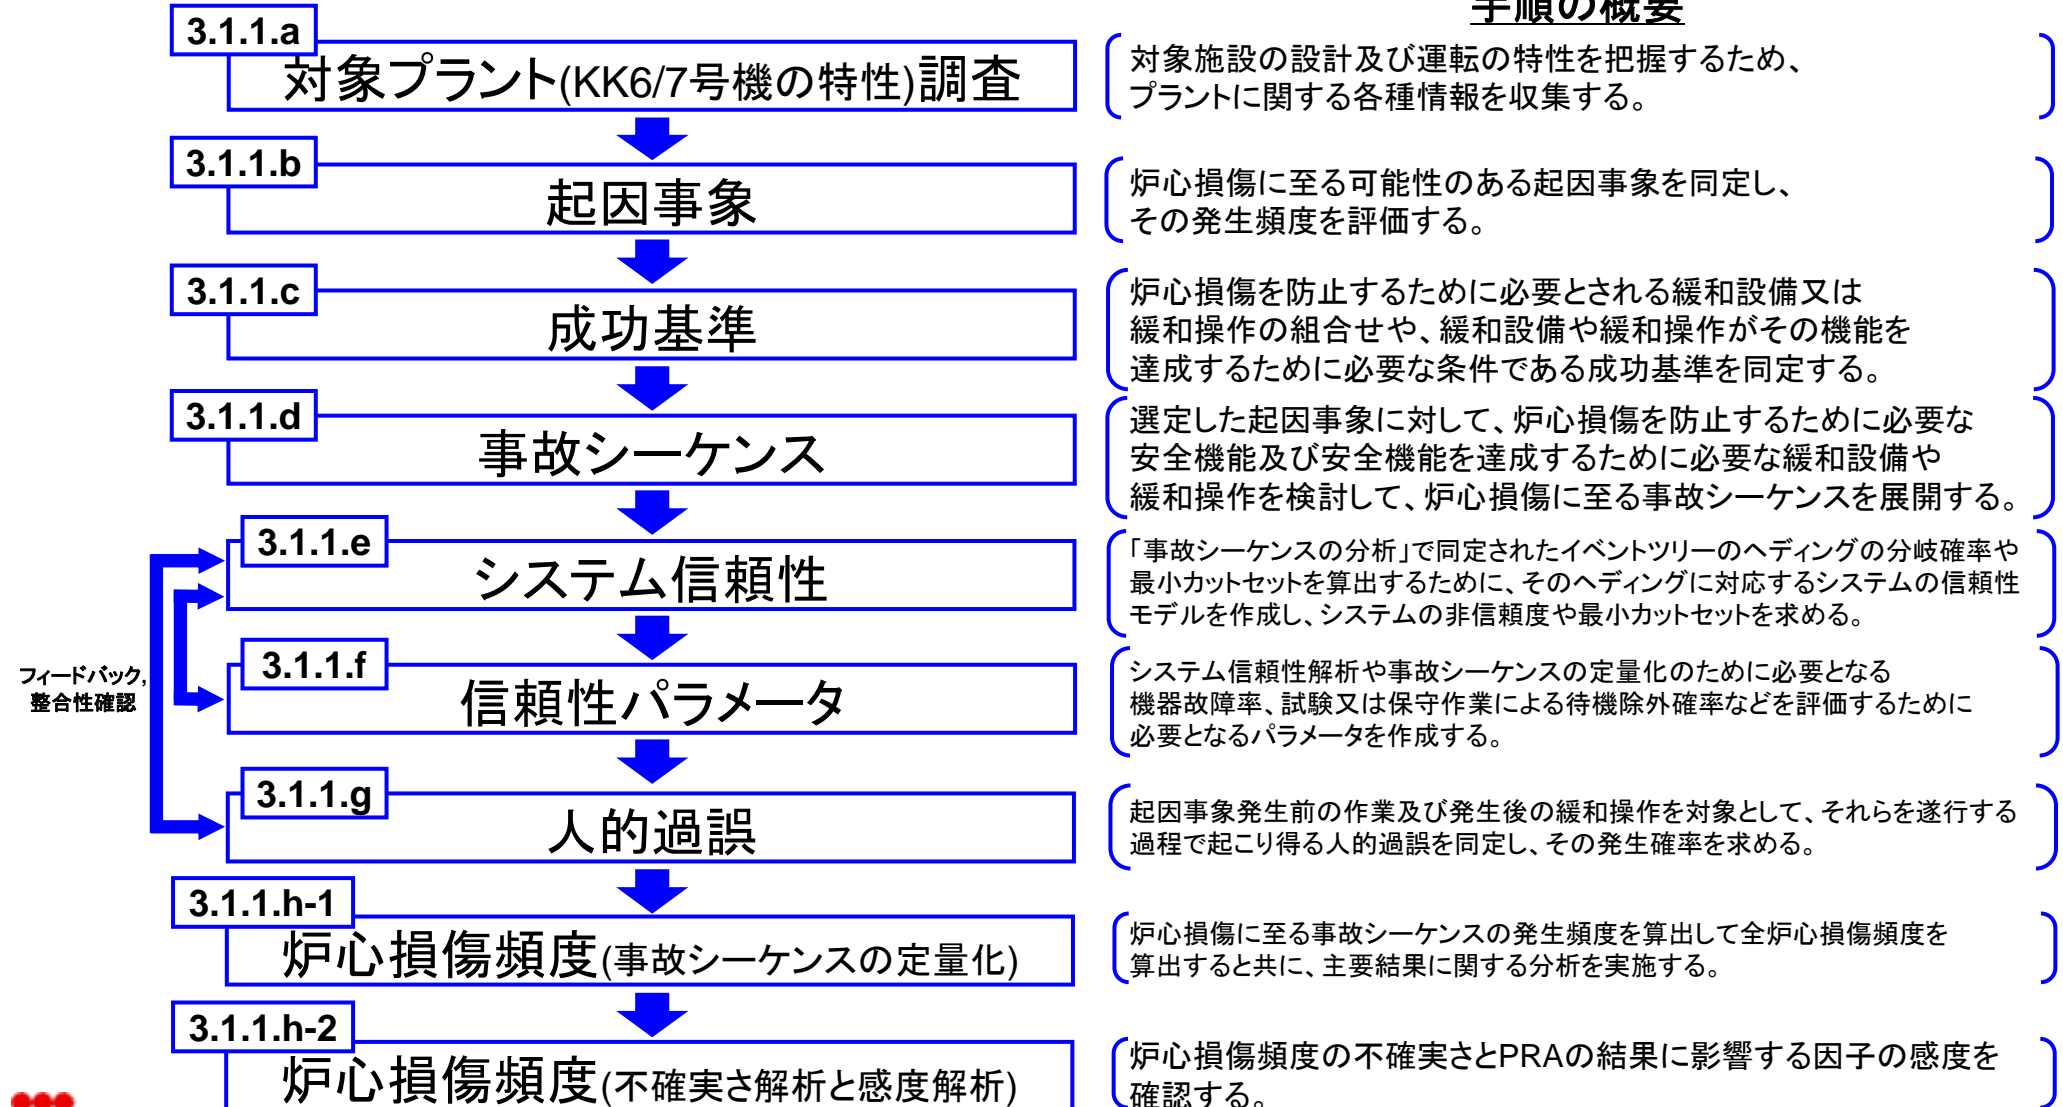 手順の概要
3.1.1.a
対象プラント(KK6/7号機の特性)調査
対象施設の設計及び運転の特性を把握するため、
プラントに関する各種情報を収集する。
3.1.1.b
起因事象
炉心損傷に至る可能性のある起因事象を同定し、
その発生頻度を評価する。
3.1.1.c
成功基準
炉心損傷を防止するために必要とされる緩和設備又は
緩和操作の組合せや、緩和設備や緩和操作がその機能を
達成するために必要な条件である成功基準を同定する。
3.1.1.d
事故シーケンス
選定した起因事象に対して、炉心損傷を防止するために必要な
安全機能及び安全機能を達成するために必要な緩和設備や
緩和操作を検討して、炉心損傷に至る事故シーケンスを展開する。
3.1.1.e
システム信頼性
「事故シーケンスの分析」で同定されたイベントツリーのヘディングの分岐確率や
最小カットセットを算出するために、そのヘディングに対応するシステムの信頼性
モデルを作成し、システムの非信頼度や最小カットセットを求める。
フィードバック,
整合性確認
3.1.1.f
信頼性パラメータ
システム信頼性解析や事故シーケンスの定量化のために必要となる
機器故障率、試験又は保守作業による待機除外確率などを評価するために
必要となるパラメータを作成する。
3.1.1.g
人的過誤
起因事象発生前の作業及び発生後の緩和操作を対象として、それらを遂行する
過程で起こり得る人的過誤を同定し、その発生確率を求める。
3.1.1.h-1
炉心損傷頻度(事故シーケンスの定量化)
炉心損傷に至る事故シーケンスの発生頻度を算出して全炉心損傷頻度を
算出すると共に、主要結果に関する分析を実施する。
3.1.1.h-2
炉心損傷頻度(不確実さ解析と感度解析)
炉心損傷頻度の不確実さとPRAの結果に影響する因子の感度を
確認する。